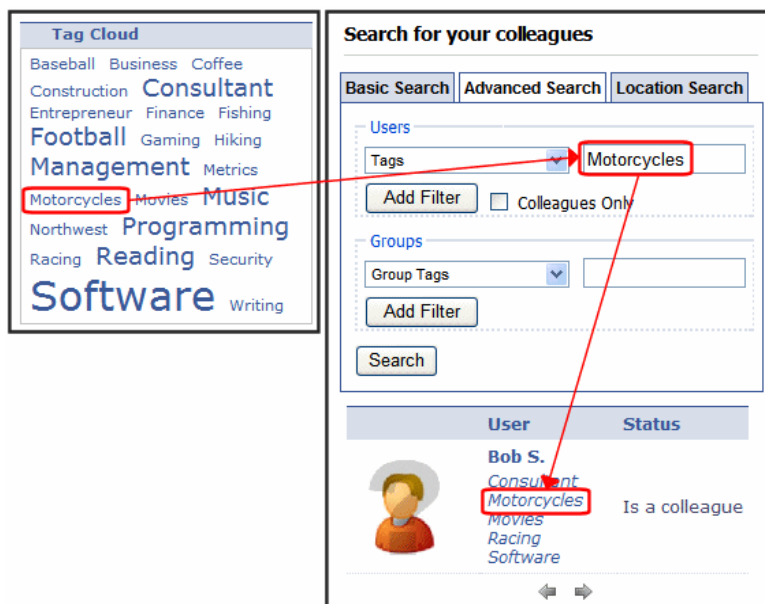 Tag Cloud
Baseball Business Coffee
Construction Consultant
Entrepreneur Finance Fishing
Football Gaming Hiking
Management Metrics
Motorcycles Movies Music
Northwest Programming
Racing Reading Security
Software Writing
Search for your colleagues
Basic Search Advanced Search Location Search
Users
Tags Motorcycles
Add Filter Colleagues Only
Groups
Group Tags
Add Filter
Search
User Status
Bob S.
Consultant
Motorcycles
Is a colleague
Movies
Racing
Software